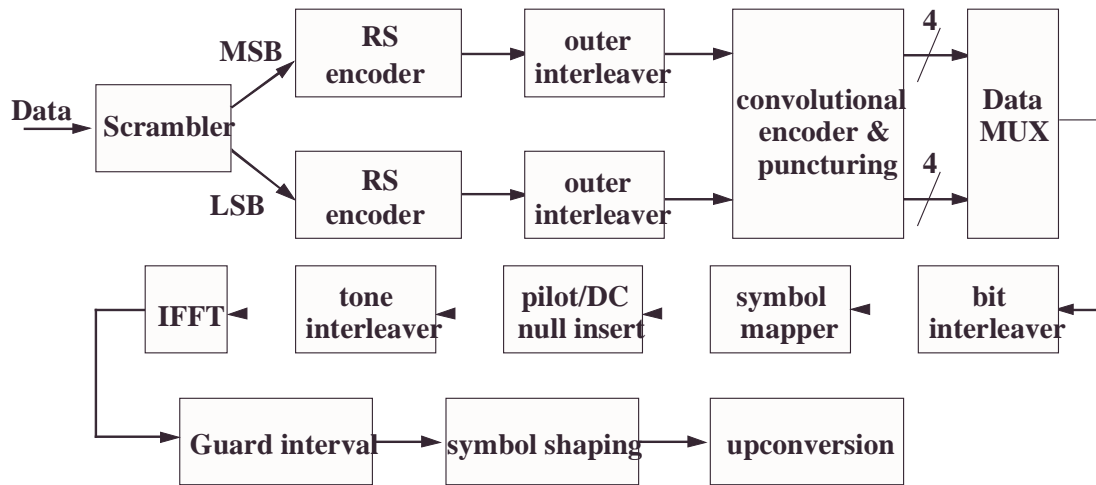 Data
Scrambler
MSB
LSB
RS
encoder
outer
interleaver
RS
encoder
outer
interleaver
convolutional
encoder &
puncturing
4
4
Data
MUX
IFFT
tone
interleaver
pilot/DC
null insert
symbol
mapper
bit
interleaver
Guard interval
symbol shaping
upconversion